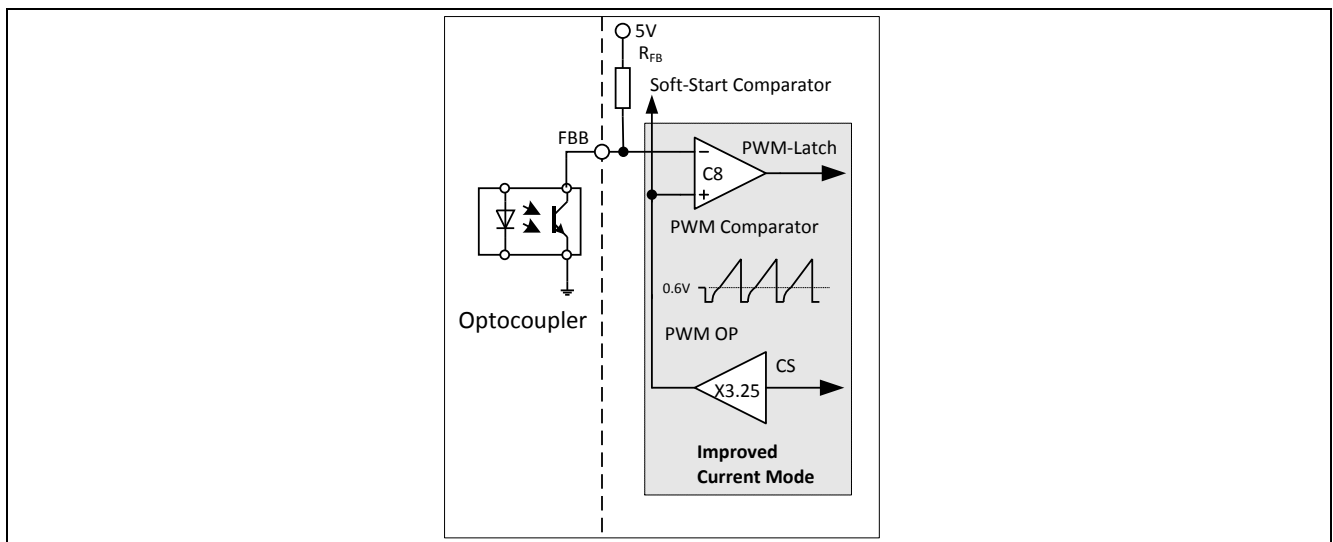 5V
RFB
Soft-Start Comparator
FBB
PWM-Latch
−
C8
+
PWM Comparator
0.6V
Optocoupler
PWM OP
CS
X3.25
Improved
Current Mode